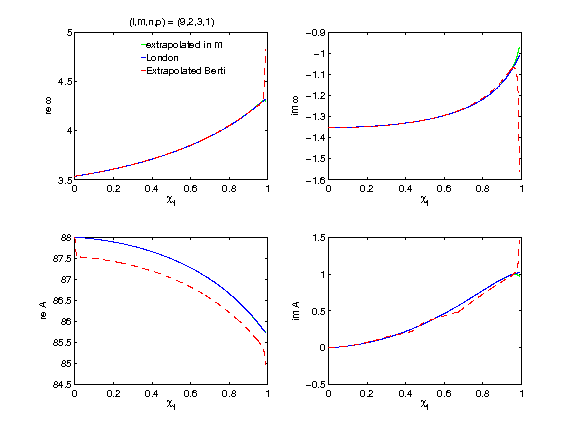 (l,m,n,p) = (9,2,3,1)
5
4.5
4
3.5
re ω
extrapolated in m
London
Extrapolated Berti
0 0.2 0.4 0.6 0.8 1
χf
−0.9
−1
−1.1
−1.2
−1.3
−1.4
−1.5
−1.6
im ω
0 0.2 0.4 0.6 0.8 1
χf
88
87.5
87
86.5
86
85.5
85
84.5
re A
0 0.2 0.4 0.6 0.8 1
χf
1.5
1
0.5
0
−0.5
im A
0 0.2 0.4 0.6 0.8 1
χf